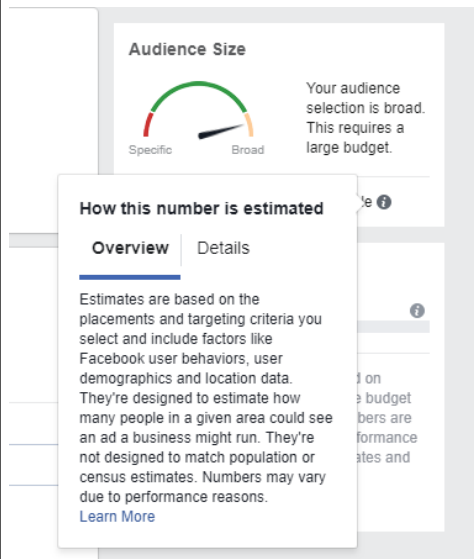 Audience Size
Your audience
selection is broad.
This requires a
large budget.
Specific
Broad
How this number is estimated
Overview
Details
Estimates are based on the
placements and targeting criteria you
select and include factors like
Facebook user behaviors, user
demographics and location data.
They're designed to estimate how
many people in a given area could see
an ad a business might run. They're
not designed to match population or
census estimates. Numbers may vary
due to performance reasons.
Learn More
on
budget
are
and